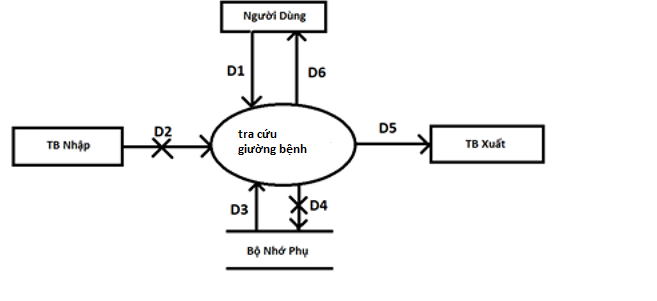 Người Dùng
D1
D6
D2
TB Nhập
tra cứu
giường bệnh
D5
TB Xuất
D3
D4
Bộ Nhớ Phụ